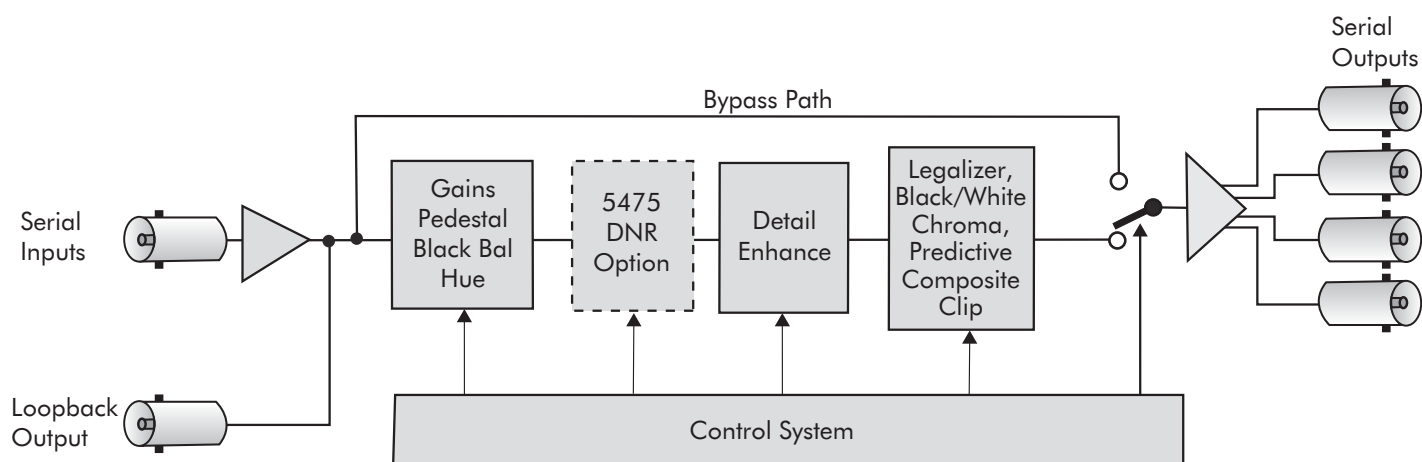 Serial
Outputs
Bypass Path
Serial
Inputs
Gains
Pedestal
Black Bal
Hue
5475
DNR
Option
Detail
Enhance
Legalizer,
Black/White
Chroma,
Predictive
Composite
Clip
Loopback
Output
Control System